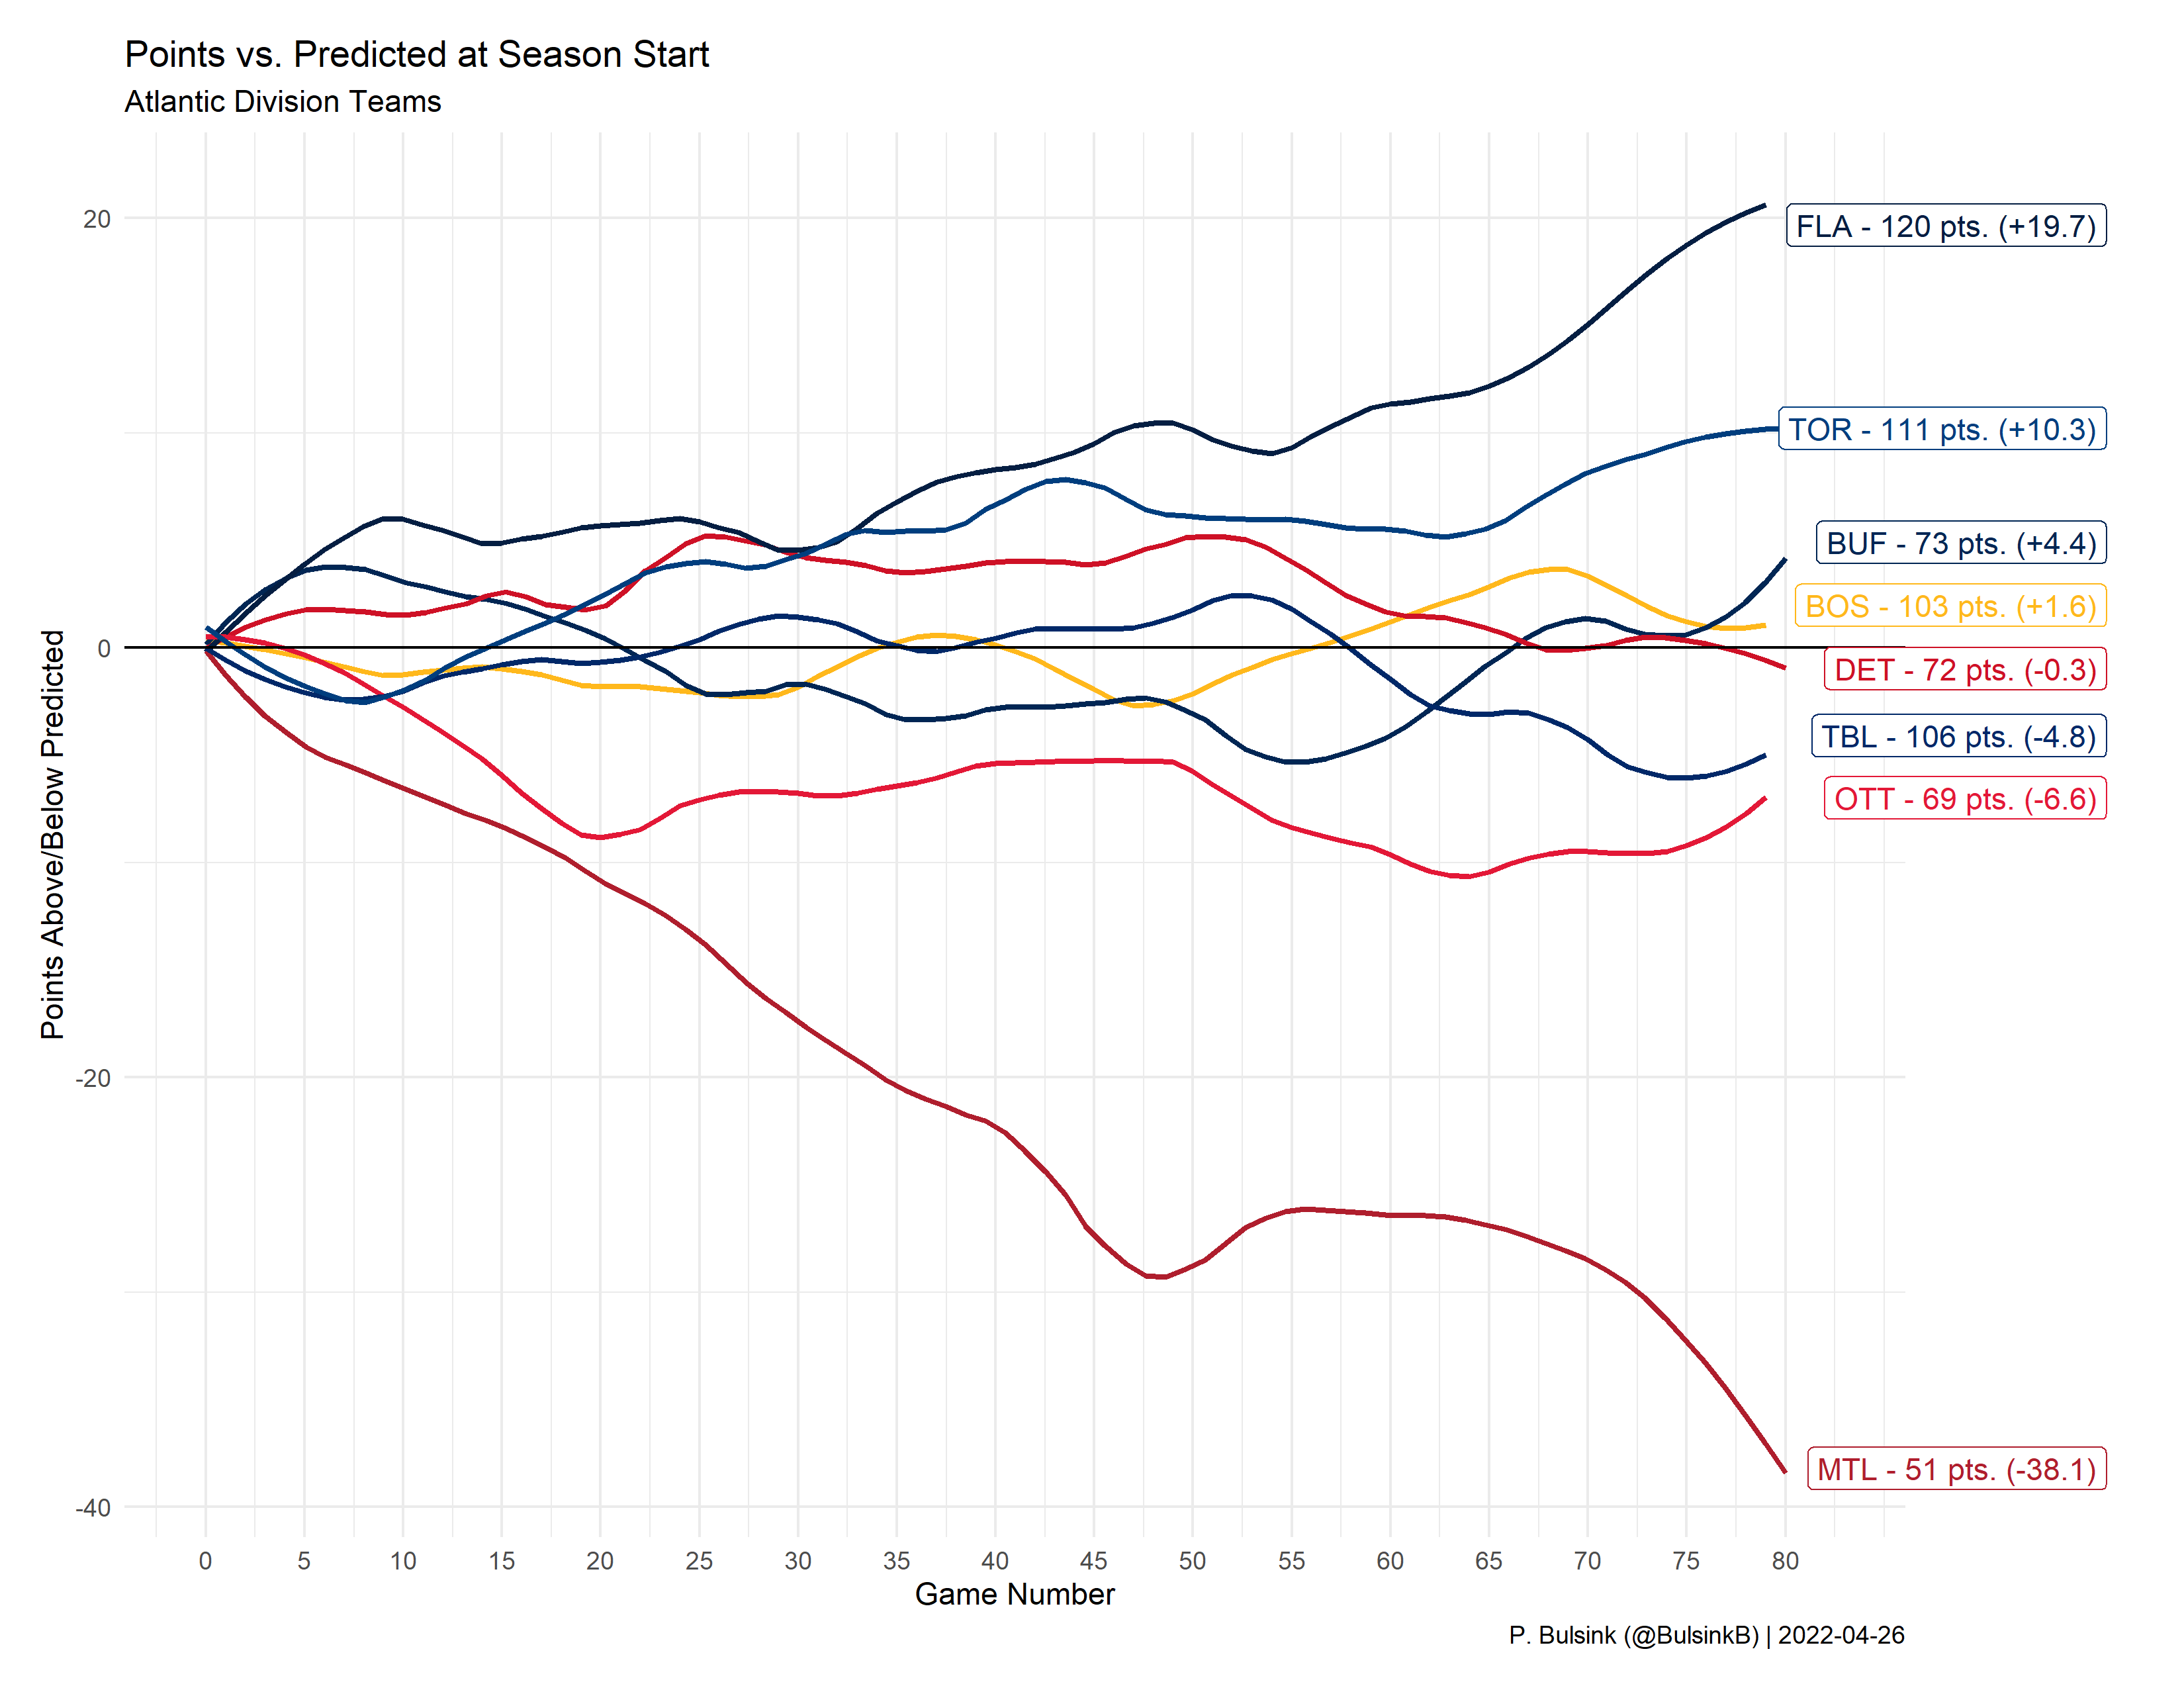 Points vs. Predicted at Season Start
Atlantic Division Teams
Points Above/Below Predicted
20
0
-20
-40
FLA - 120 pts. (+19.7)
TOR - 111 pts. (+10.3)
BUF - 73 pts. (+4.4)
BOS - 103 pts. (+1.6)
DET - 72 pts. (-0.3)
TBL - 106 pts. (-4.8)
OTT - 69 pts. (-6.6)
MTL - 51 pts. (-38.1)
0 5 10 15 20 25 30 35 40 45 50 55 60 65 70 75 80
Game Number
P. Bulsink (@BulsinkB) | 2022-04-26